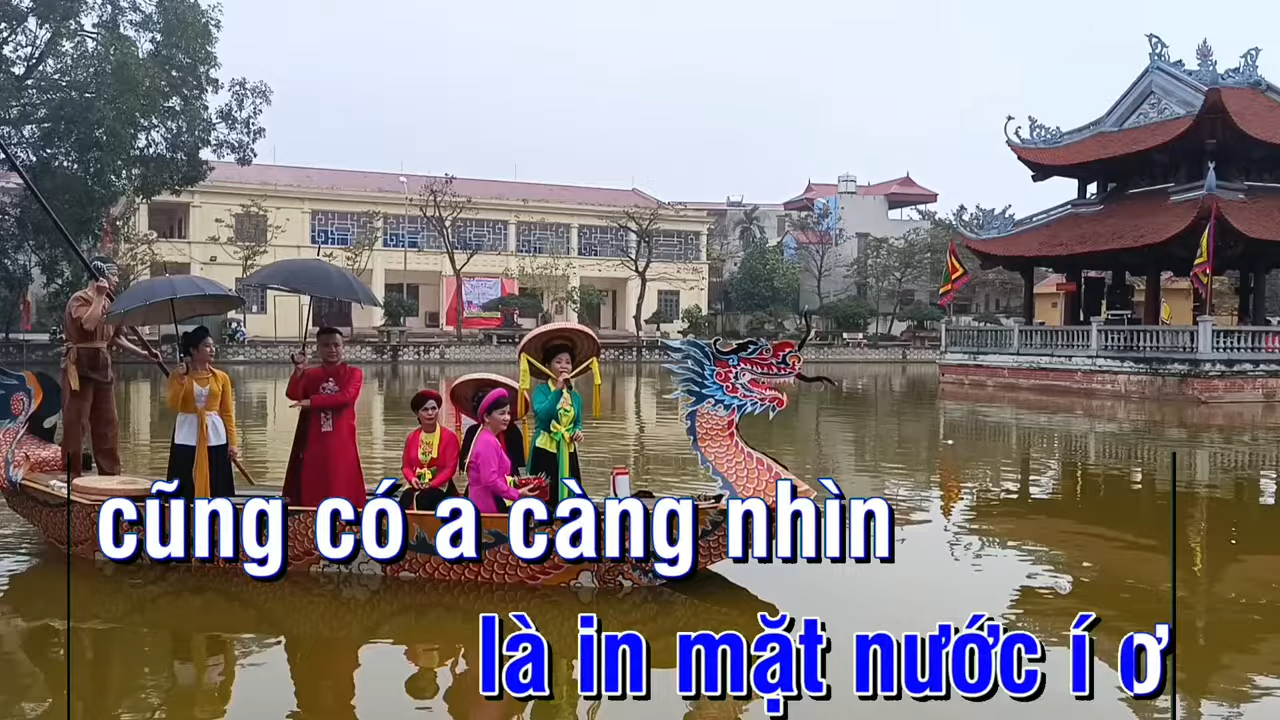 cũng có a càng nhìn
là in mặt nước í ơ